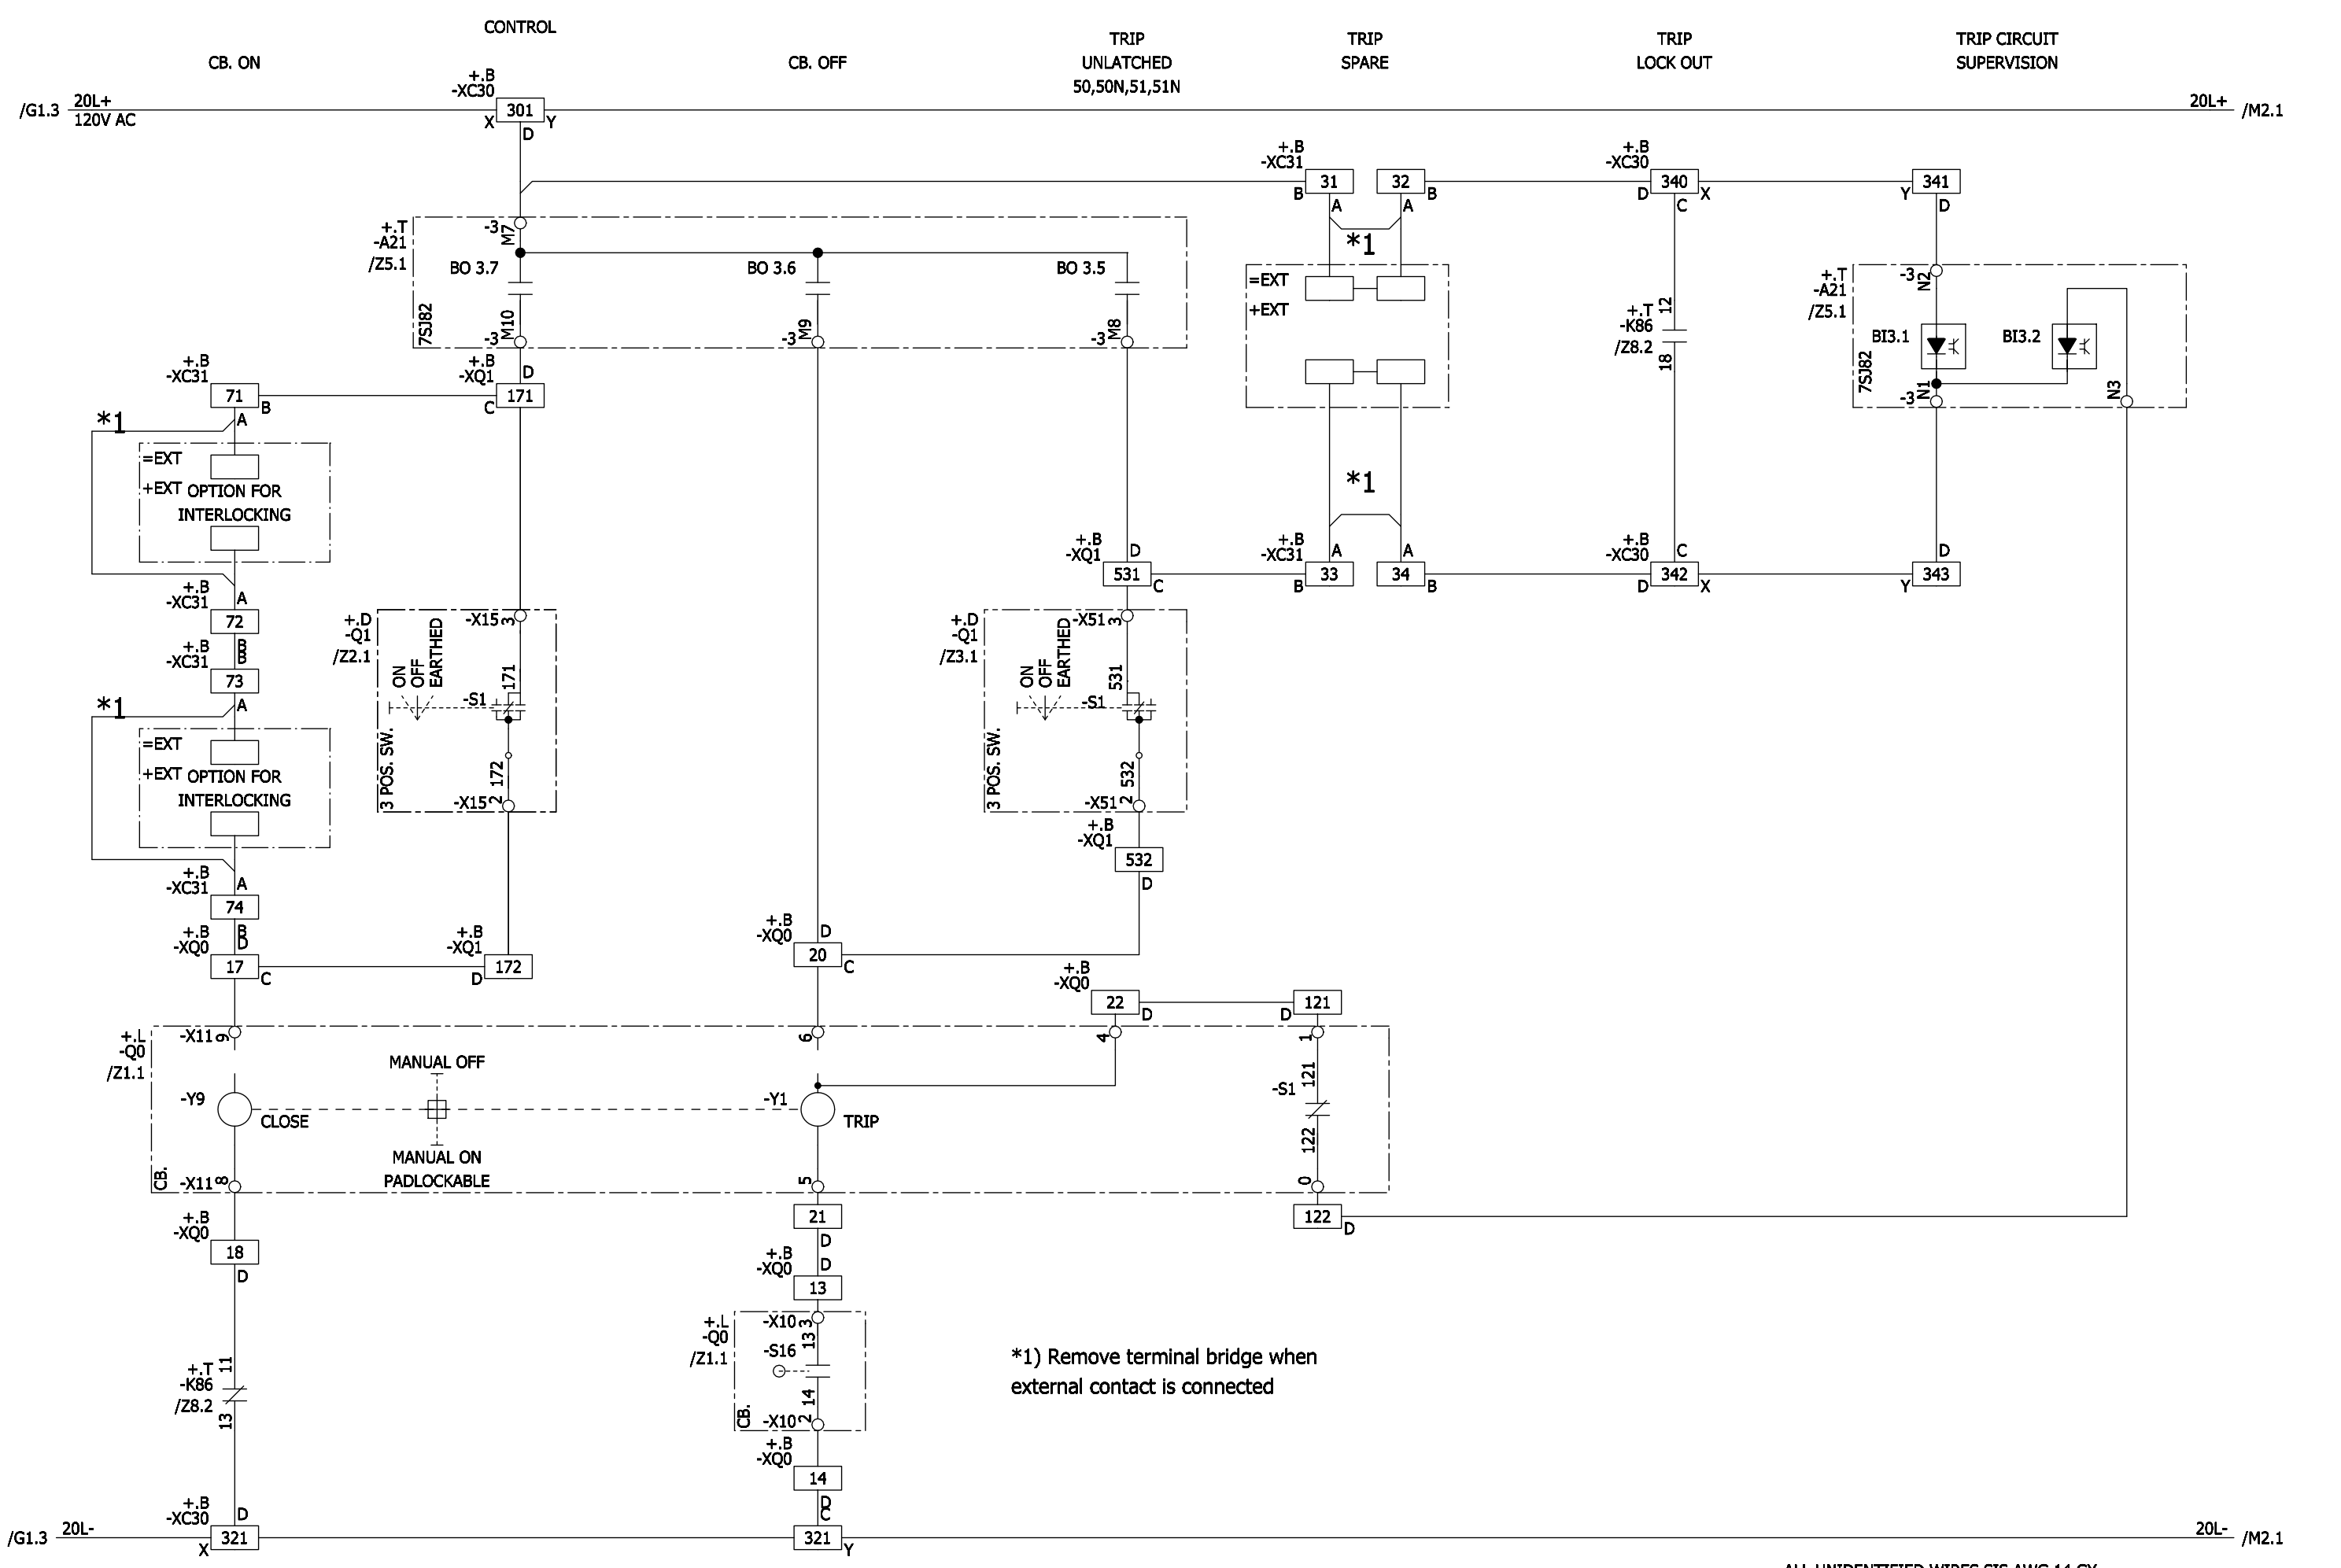 CONTROL
CB. ON
CB. OFF
TRIP
UNLATCHED
50,50N,51,51N
TRIP
SPARE
TRIP
LOCK OUT
TRIP CIRCUIT
SUPERVISION
/G1.3
20L+
120V AC
+.B
-XC30
301
X
Y
D
20L+
/M2.1
+.B
-XC31
31
B
A
32
B
A
+.B
-XC30
340
D
C
X
341
Y
D
*1
+.T
-A21
/Z5.1
-3
M7
BO 3.7
BO 3.6
BO 3.5
7SJ82
-3
M10
-3
M9
-3
M8
=EXT
+EXT
+.T
-K86
/Z8.2
12
18
+.T
-A21
/Z5.1
-3
N2
BI3.1
BI3.2
7SJ82
-3
N1
N3
+.B
-XC31
71
B
A
+.B
-XQ1
D
171
C
*1
=EXT
+EXT OPTION FOR
INTERLOCKING
*1
+.B
-XC31
A
72
B
B
+.B
-XC31
73
A
+.B
-XQ1
D
531
C
+.B
-XC31
A
33
B
A
34
B
+.B
-XC30
C
342
D
X
D
343
Y
+.D
-Q1
/Z2.1
-X15
3
ON
OFF
EARTHED
171
-S1
3 POS. SW.
172
-X15
2
+.D
-Q1
/Z3.1
-X51
3
ON
OFF
EARTHED
531
-S1
3 POS. SW.
532
-X51
2
*1
=EXT
+EXT OPTION FOR
INTERLOCKING
+.B
-XC31
A
74
B
D
+.B
-XQ0
17
C
+.B
-XQ1
172
D
+.B
-XQ0
D
20
C
+.B
-XQ1
532
D
+.B
-XQ0
22
D
121
D
+.L
-Q0
/Z1.1
-X11
9
6
4
1
MANUAL OFF
-Y9
CLOSE
-Y1
TRIP
MANUAL ON
PADLOCKABLE
121
-S1
122
CB.
-X11
8
5
0
+.B
-XQ0
18
D
21
D
122
D
+.B
-XQ0
D
13
+.L
-Q0
/Z1.1
-X10
3
13
-S16
14
CB.
-X10
2
*1) Remove terminal bridge when
external contact is connected
+.T
-K86
/Z8.2
11
13
+.B
-XQ0
14
D
C
+.B
-XC30
D
/G1.3
20L-
321
X
321
Y
20L-
/M2.1